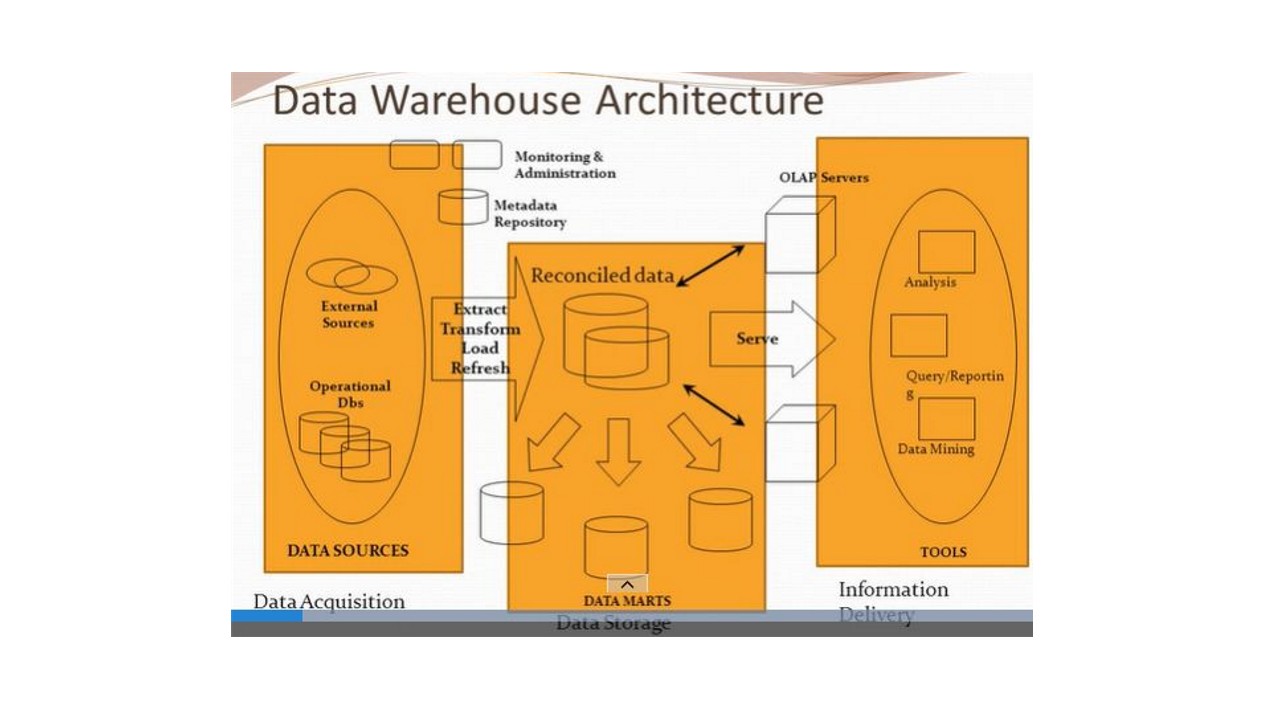 Data Warehouse Architecture
Monitoring &
Administration
Metadata
Repository
OLAP Servers
External
Sources
Operational
Dbs
DATA SOURCES
Data Acquisition
Extract
Transform
Load
Refresh
Reconciled data
Serve
DATA MARTS
Data Storage
Analysis
Query/Reportin
g
Data Mining
TOOLS
Information
Delivery